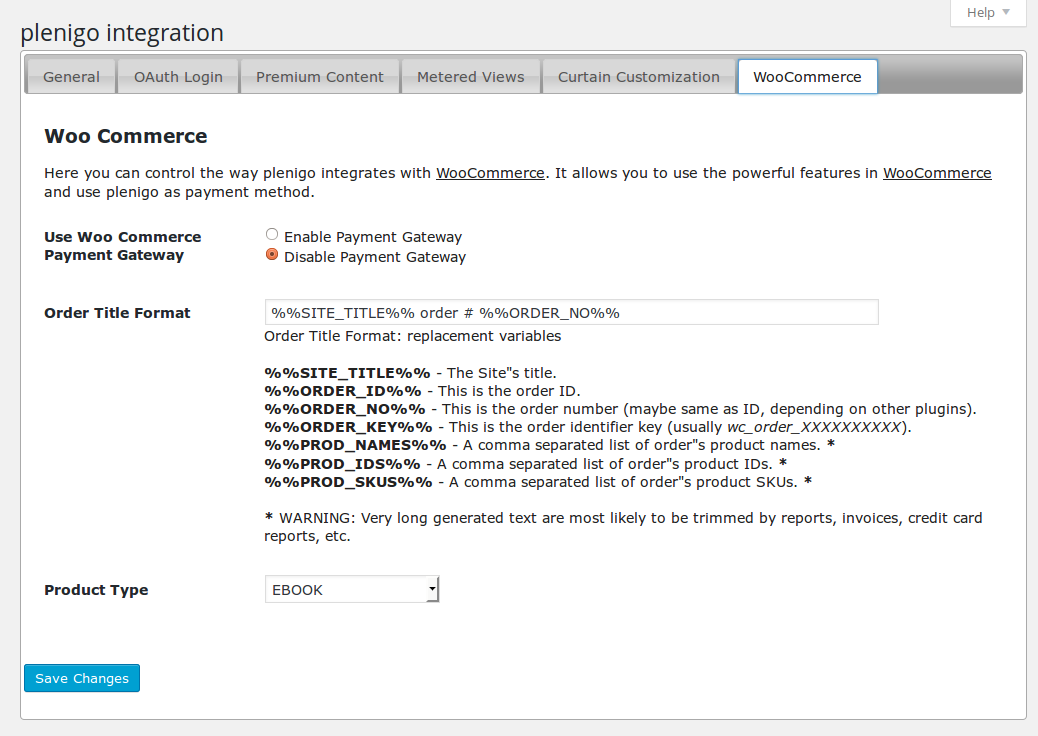 Help
plenigo integration
General OAuth Login Premium Content Metered Views Curtain Customization WooCommerce
Woo Commerce
Here you can control the way plenigo integrates with WooCommerce. It allows you to use the powerful features in WooCommerce
and use plenigo as payment method.
Use Woo Commerce
Payment Gateway
Enable Payment Gateway
Disable Payment Gateway
Order Title Format
%%SITE_TITLE%% order # %%ORDER_NO%%
Order Title Format: replacement variables
%%SITE_TITLE%% - The Site"s title.
%%ORDER_ID%% - This is the order ID.
%%ORDER_NO%% - This is the order number (maybe same as ID, depending on other plugins).
%%ORDER_KEY%% - This is the order identifier key (usually wc_order_XXXXXXXXXX).
%%PROD_NAMES%% - A comma separated list of order"s product names. *
%%PROD_IDS%% - A comma separated list of order"s product IDs. *
%%PROD_SKUS%% - A comma separated list of order"s product SKUs. *
* WARNING: Very long generated text are most likely to be trimmed by reports, invoices, credit card
reports, etc.
Product Type
EBOOK
Save Changes